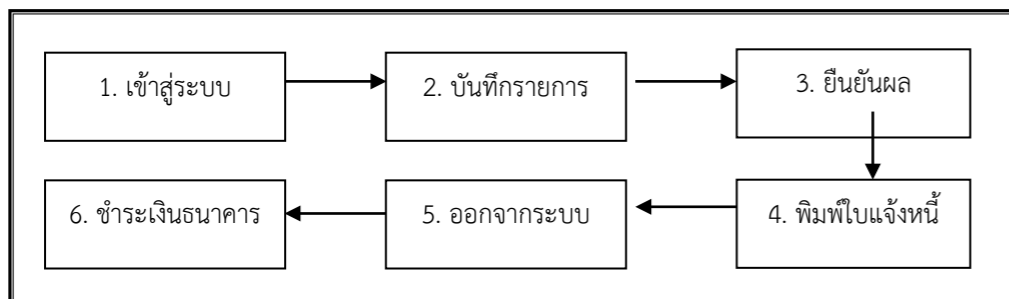 1. เข้าสู่ระบบ
2. บันทึกรายการ
3. ยืนยันผล
4. พิมพ์ใบแจ้งหนี้
5. ออกจากระบบ
6. ชำระเงินธนาคาร